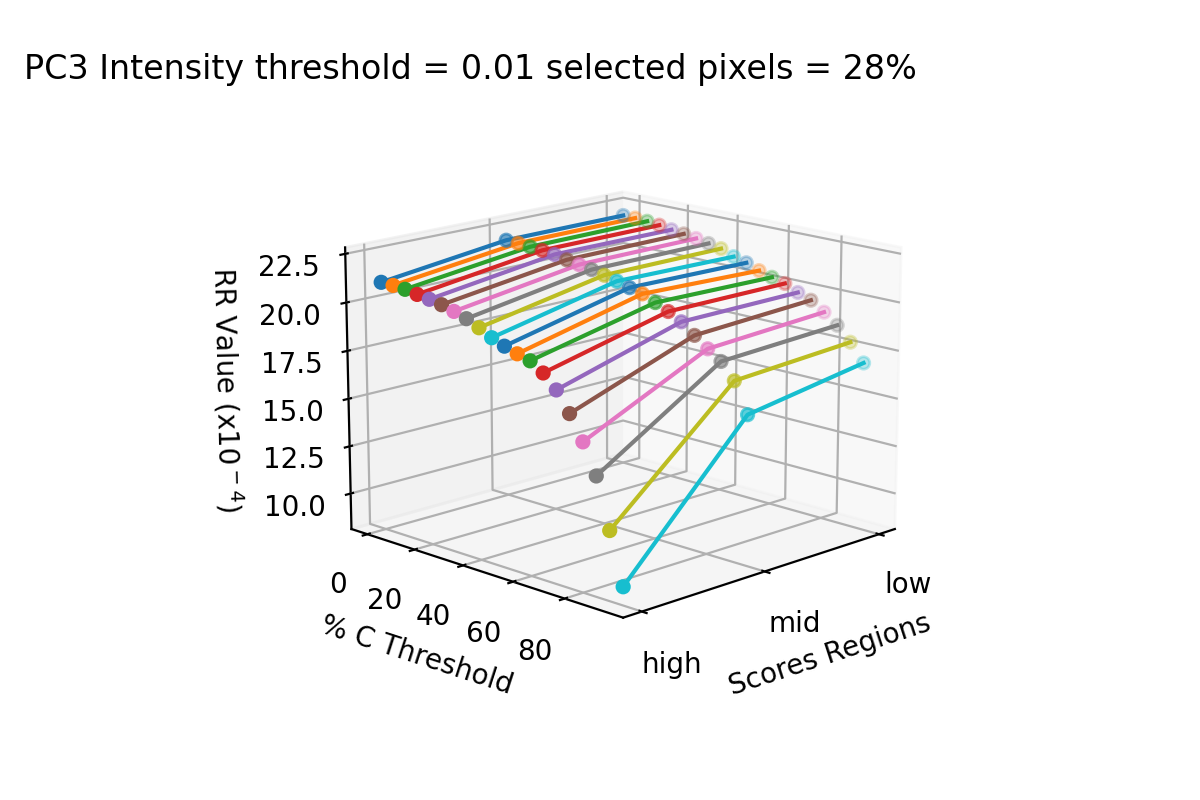 PC3 Intensity threshold = 0.01 selected pixels = 28%
22.5
20.0
17.5
15.0
12.5
10.0
RR Value (x10⁻⁴)
0
20
40
60
80
% C Threshold
high
mid
low
Scores Regions